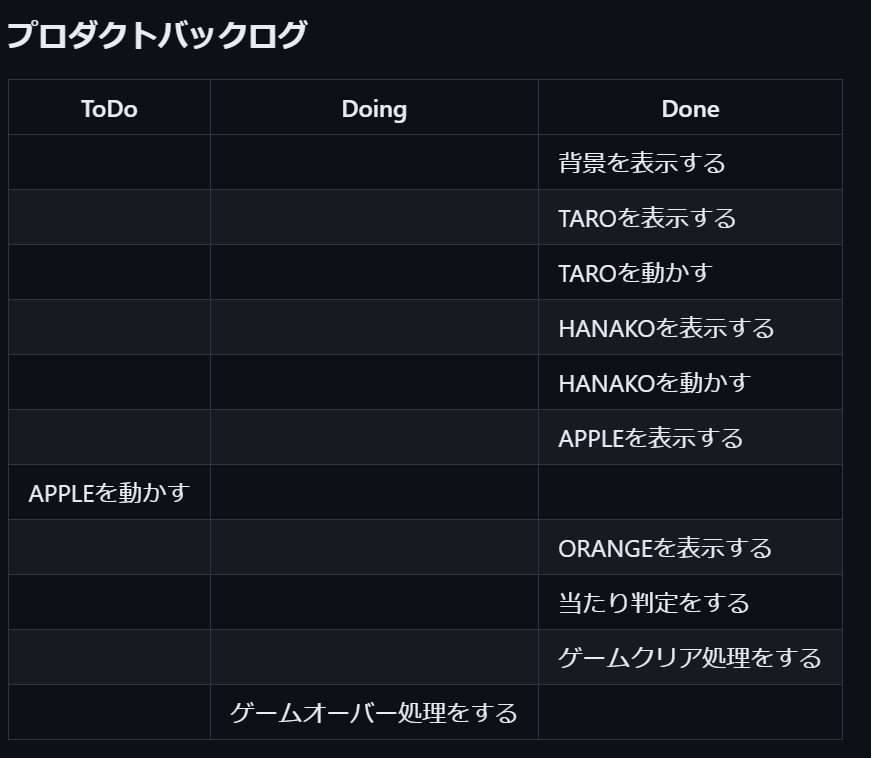 プロダクトバックログ
ToDo Doing Done
背景を表示する
TAROを表示する
TAROを動かす
HANAKOを表示する
HANAKOを動かす
APPLEを表示する
APPLEを動かす
ORANGEを表示する
当たり判定をする
ゲームクリア処理をする
ゲームオーバー処理をする